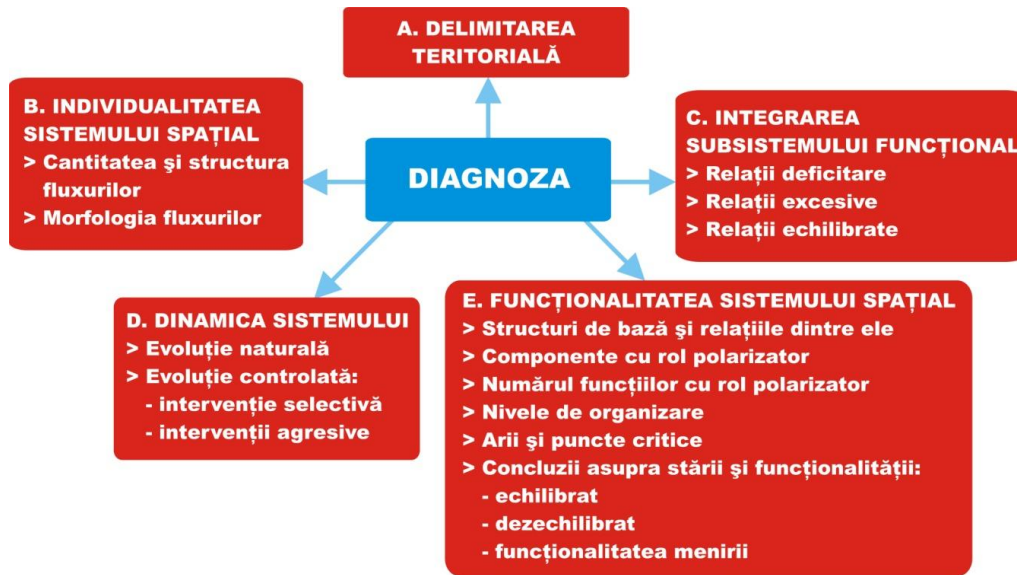 A. DELIMITAREA
TERITORIALĂ
B. INDIVIDUALITATEA
SISTEMULUI SPAȚIAL
> Cantitatea şi structura
fluxurilor
> Morfologia fluxurilor
C. INTEGRAREA
SUBSISTEMULUI FUNCȚIONAL
> Relații deficitare
> Relații excesive
> Relații echilibrate
DIAGNOZA
D. DINAMICA SISTEMULUI
> Evoluție naturală
> Evoluție controlată:
- intervenție selectivă
- intervenții agresive
E. FUNCȚIONALITATEA SISTEMULUI SPAȚIAL
> Structuri de bază şi relațiile dintre ele
> Componente cu rol polarizator
> Numărul funcțiilor cu rol polarizator
> Nivele de organizare
> Arii şi puncte critice
> Concluzii asupra stării şi funcționalității:
- echilibrat
- dezechilibrat
- funcționalitatea menirii